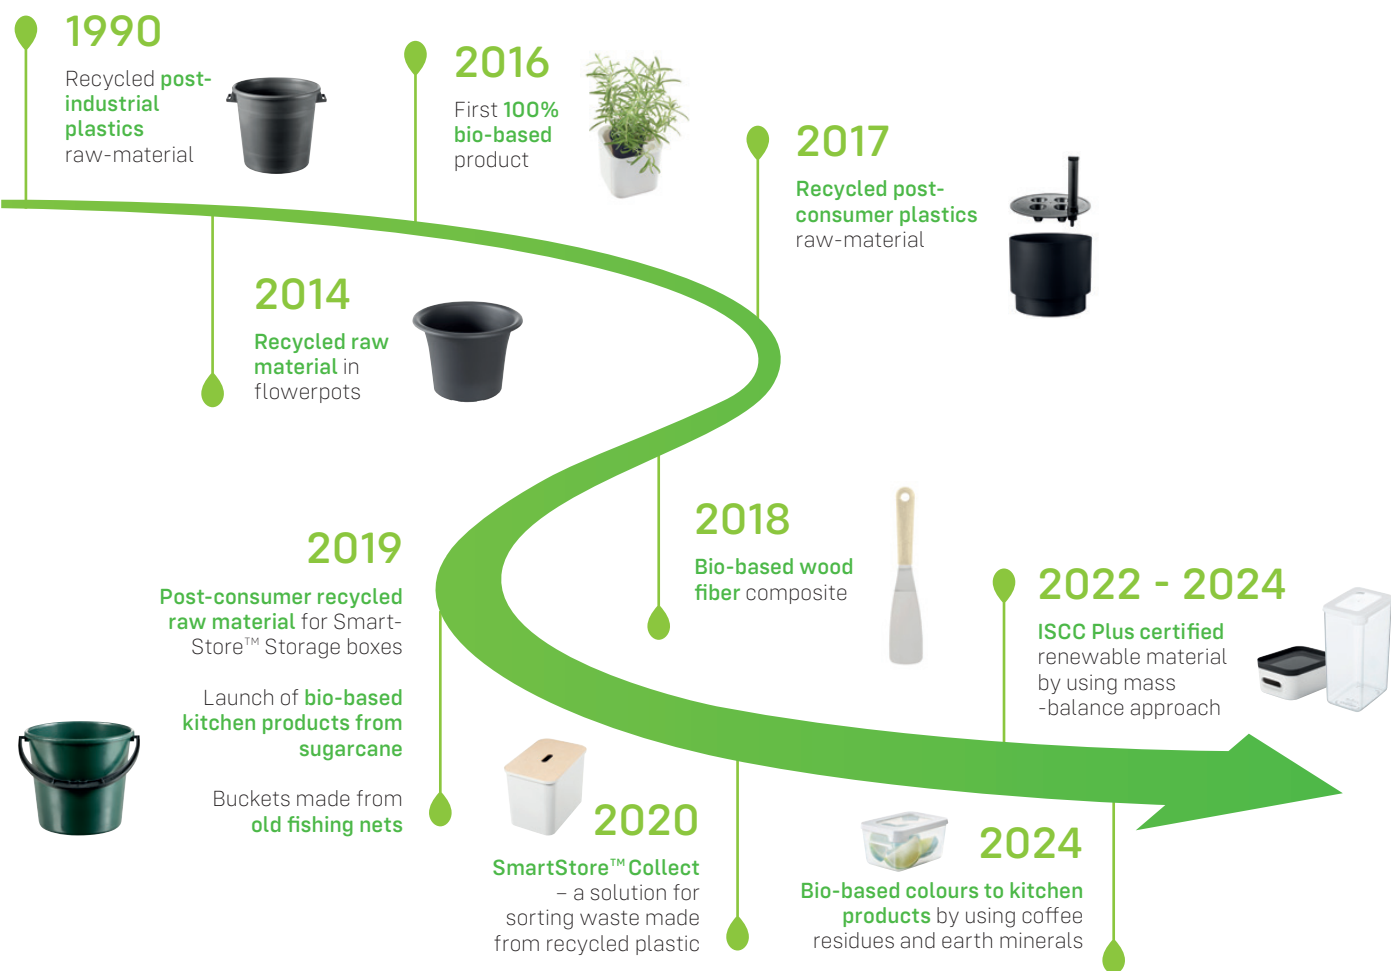 1990
Recycled post-
industrial
plastics
raw-material
2016
First 100%
bio-based
product
2017
Recycled post-
consumer plastics
raw-material
2014
Recycled raw
material in
flowerpots
2018
Bio-based wood
fiber composite
2019
Post-consumer recycled
raw material for Smart-
Store™ Storage boxes
Launch of bio-based
kitchen products from
sugarcane
Buckets made from
old fishing nets
2022 - 2024
ISCC Plus certified
renewable material
by using mass
-balance approach
2020
SmartStore™ Collect
– a solution for
sorting waste made
from recycled plastic
2024
Bio-based colours to kitchen
products by using coffee
residues and earth minerals